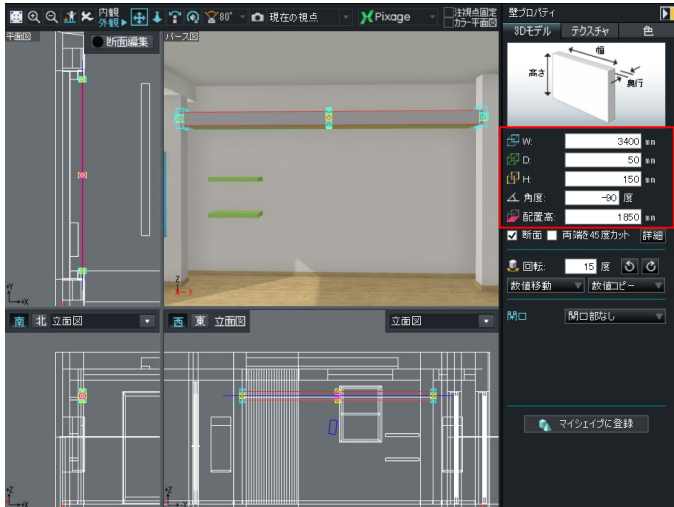 内観
外観
80°
現在の視点
Pixage
注視点固定
カラー平面図
壁プロパティ
平面図
断面編集
パース図
3Dモデル テクスチャ 色
幅
高さ
奥行
W: 3400 mm
D: 50 mm
H: 150 mm
角度: -90 度
配置高: 1850 mm
断面 両端を45度カット 詳細
回転: 15 度
数値移動 数値コピー
開口 開口部なし
マイシェイプに登録
+Y
+X
Z
Y
南 北 立面図
西 東 立面図 立面図
+Z
+X
+Z
+X